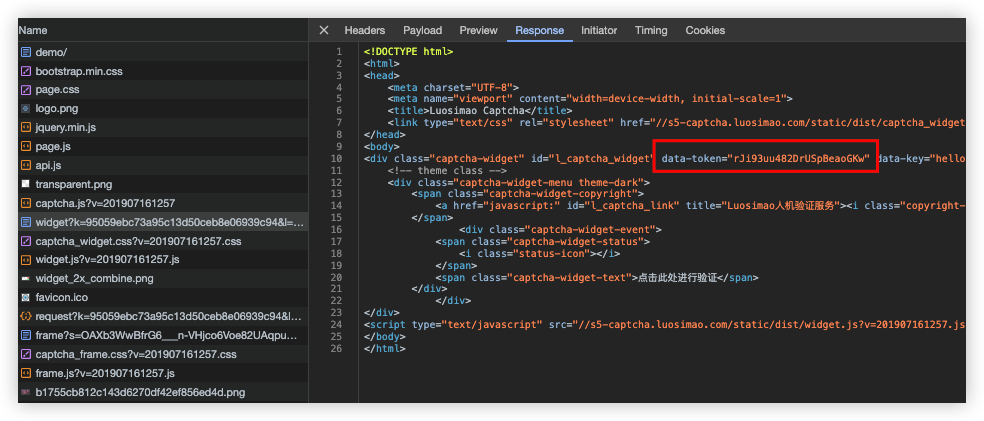 Name
demo/
bootstrap.min.css
page.css
logo.png
jquery.min.js
page.js
api.js
transparent.png
captcha.js?v=201907161257
widget?k=95059ebc73a95c13d50ceb8e06939c94&l=...
captcha_widget.css?v=201907161257.css
widget.js?v=201907161257.js
widget_2x_combine.png
favicon.ico
request?k=95059ebc73a95c13d50ceb8e06939c94&l...
frame?s=OAXb3WwBfrG6___n-VHjco6Voe82UAqpu...
captcha_frame.css?v=201907161257.css
frame.js?v=201907161257.js
b1755cb812c143d6270df42ef856ed4d.png
Headers Payload Preview Response Initiator Timing Cookies
1 <!DOCTYPE html>
2 <html>
3 <head>
4 <meta charset="UTF-8">
5 <meta name="viewport" content="width=device-width, initial-scale=1">
6 <title>Luosimao Captcha</title>
7 <link type="text/css" rel="stylesheet" href="//s5-captcha.luosimao.com/static/dist/captcha_widget
8 </head>
9 <body>
10 <div class="captcha-widget" id="l_captcha_widget" data-token="rJi93uu482DrUSpBeaoGKw" data-key="hello
11 <!-- theme class -->
12 <div class="captcha-widget-menu theme-dark">
13 <span class="captcha-widget-copyright">
14 <a href="javascript:" id="l_captcha_link" title="Luosimao人机验证服务"><i class="copyright-
15 </span>
16 <div class="captcha-widget-event">
17 <span class="captcha-widget-status">
18 <i class="status-icon"></i>
19 </span>
20 <span class="captcha-widget-text">点击此处进行验证</span>
21 </div>
22 </div>
23 </div>
24 <script type="text/javascript" src="//s5-captcha.luosimao.com/static/dist/widget.js?v=201907161257.js
25 </body>
26 </html>